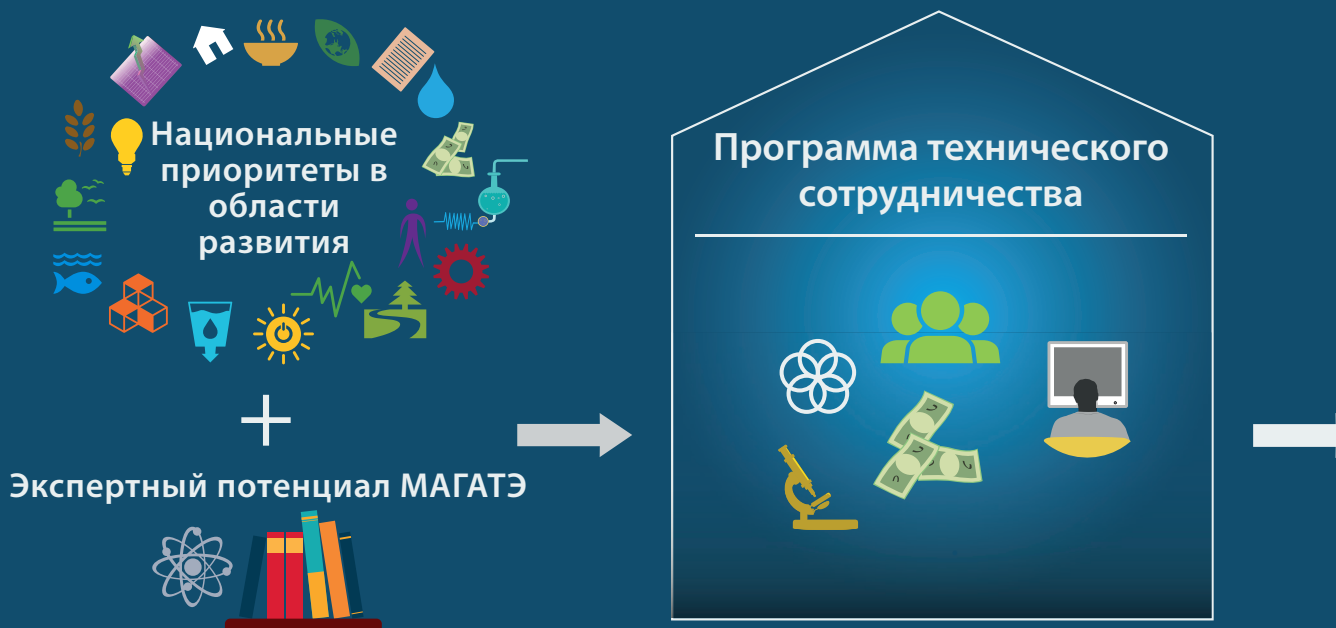 Национальные
приоритеты в
области
развития
+
Экспертный потенциал МАГАТЭ
Программа технического
сотрудничества